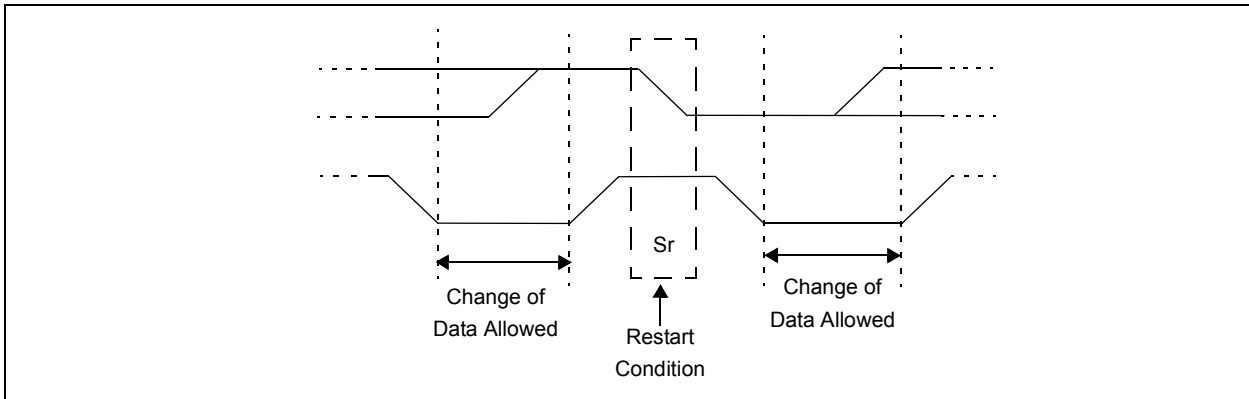 Sr
Change of
Data Allowed
Restart
Condition
Change of
Data Allowed